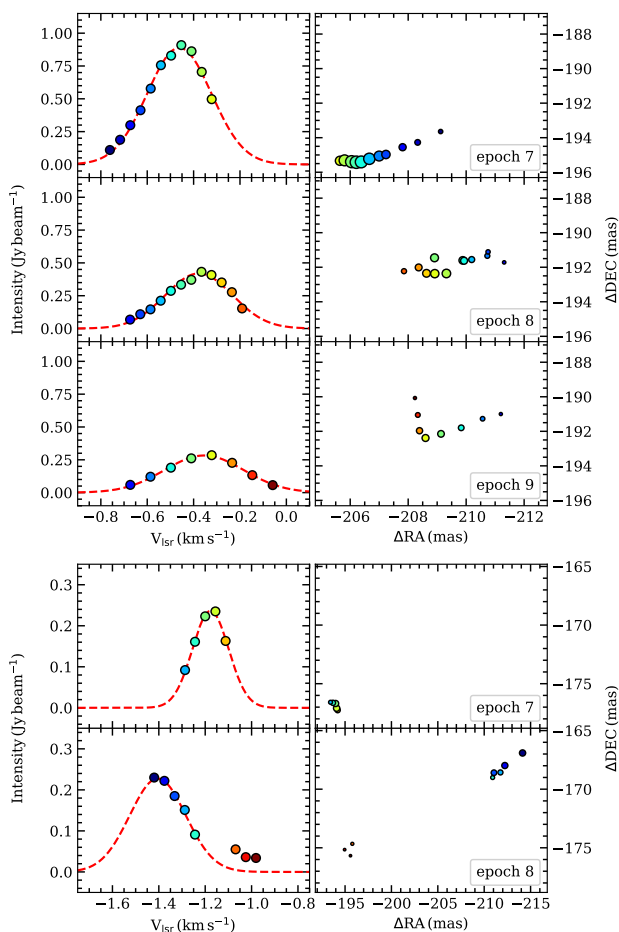 1.00
0.75
0.50
0.25
0.00
epoch 7
−188
−190
−192
−194
−196
1.00
0.75
0.50
0.25
0.00
Intensity (Jy beam⁻¹)
epoch 8
−188
−190
−192
−194
−196
ΔDEC (mas)
1.00
0.75
0.50
0.25
0.00
epoch 9
−188
−190
−192
−194
−196
−0.8 −0.6 −0.4 −0.2 0.0
−206 −208 −210 −212
V_lsr (km s⁻¹)
ΔRA (mas)
0.3
0.2
0.1
0.0
epoch 7
−165
−170
−175
Intensity (Jy beam⁻¹)
ΔDEC (mas)
0.3
0.2
0.1
0.0
epoch 8
−165
−170
−175
−1.6 −1.4 −1.2 −1.0 −0.8
−195 −200 −205 −210 −215
V_lsr (km s⁻¹)
ΔRA (mas)